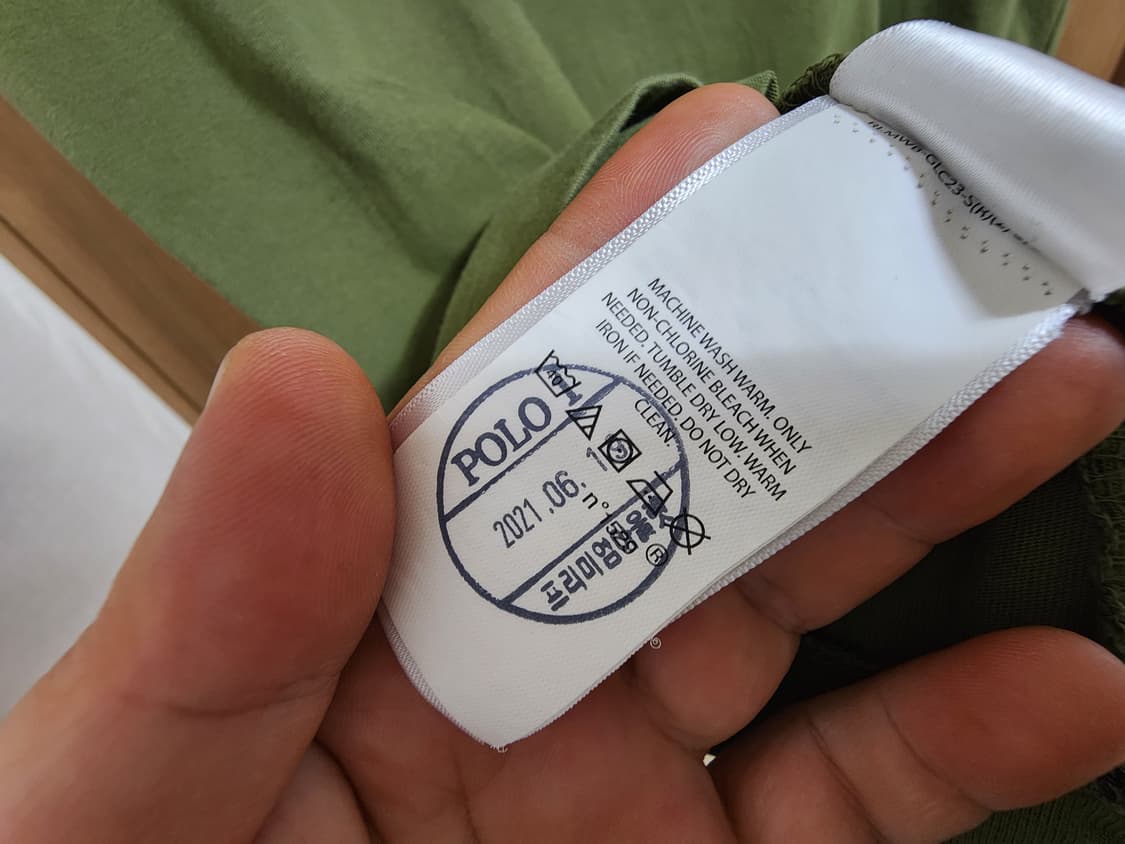 MACHINE WASH WARM. ONLY
NON-CHLORINE BLEACH WHEN
NEEDED. TUMBLE DRY LOW. WARM
IRON IF NEEDED. DO NOT DRY
CLEAN.
40
POLO
2021.06.
n°
프리미엄
®